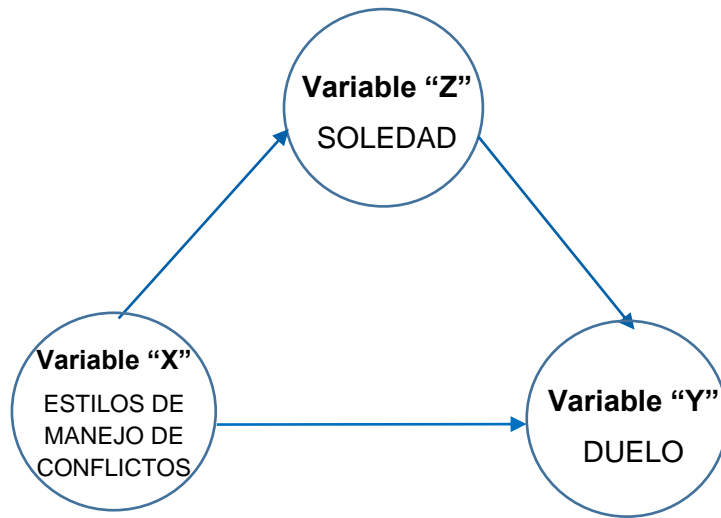 Variable “Z”
SOLEDAD
Variable “X”
ESTILOS DE
MANEJO DE
CONFLICTOS
Variable “Y”
DUELO